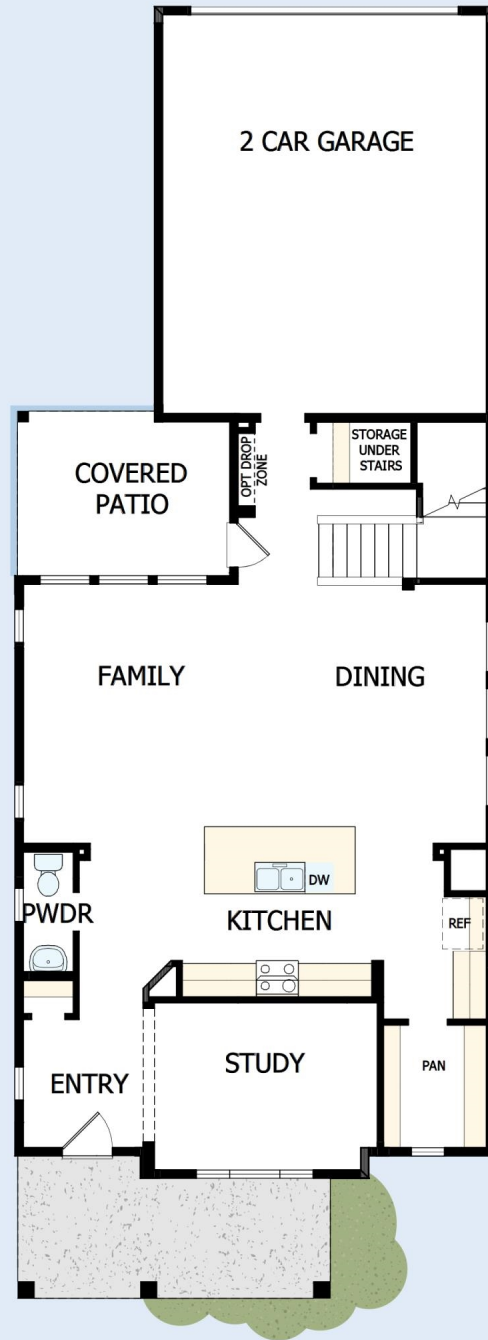 2 CAR GARAGE
COVERED
PATIO
OPT DROP
ZONE
STORAGE
UNDER
STAIRS
FAMILY
DINING
DW
PWDR
KITCHEN
REF
ENTRY
STUDY
PAN